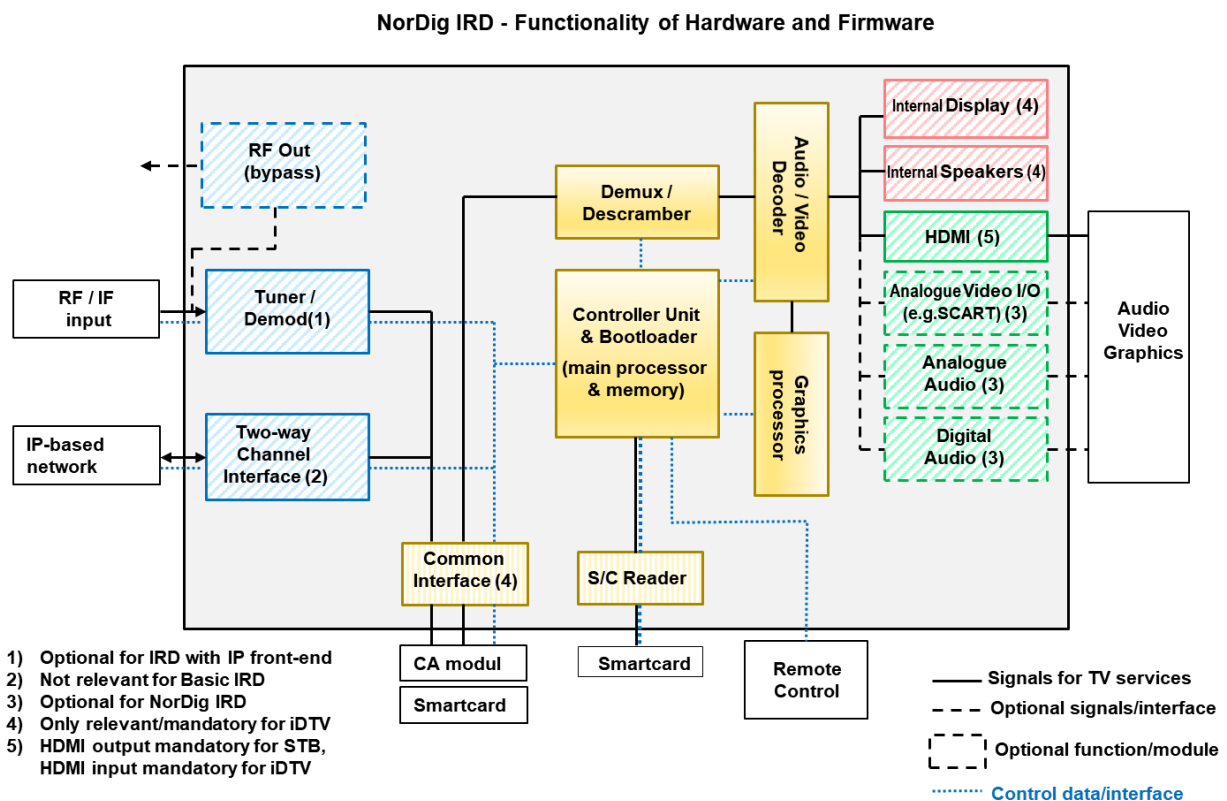 NorDig IRD - Functionality of Hardware and Firmware
RF Out
(bypass)
RF / IF
input
Tuner /
Demod(1)
IP-based
network
Two-way
Channel
Interface (2)
Demux /
Descramber
Controller Unit
& Bootloader
(main processor
& memory)
Audio / Video
Decoder
Graphics
processor
Internal Display (4)
Internal Speakers (4)
HDMI (5)
Analogue Video I/O
(e.g.SCART) (3)
Analogue
Audio (3)
Digital
Audio (3)
Audio
Video
Graphics
Common
Interface (4)
S/C Reader
CA modul
Smartcard
Smartcard
Remote
Control
1) Optional for IRD with IP front-end
2) Not relevant for Basic IRD
3) Optional for NorDig IRD
4) Only relevant/mandatory for iDTV
5) HDMI output mandatory for STB,
HDMI input mandatory for iDTV
Signals for TV services
Optional signals/interface
Optional function/module
Control data/interface